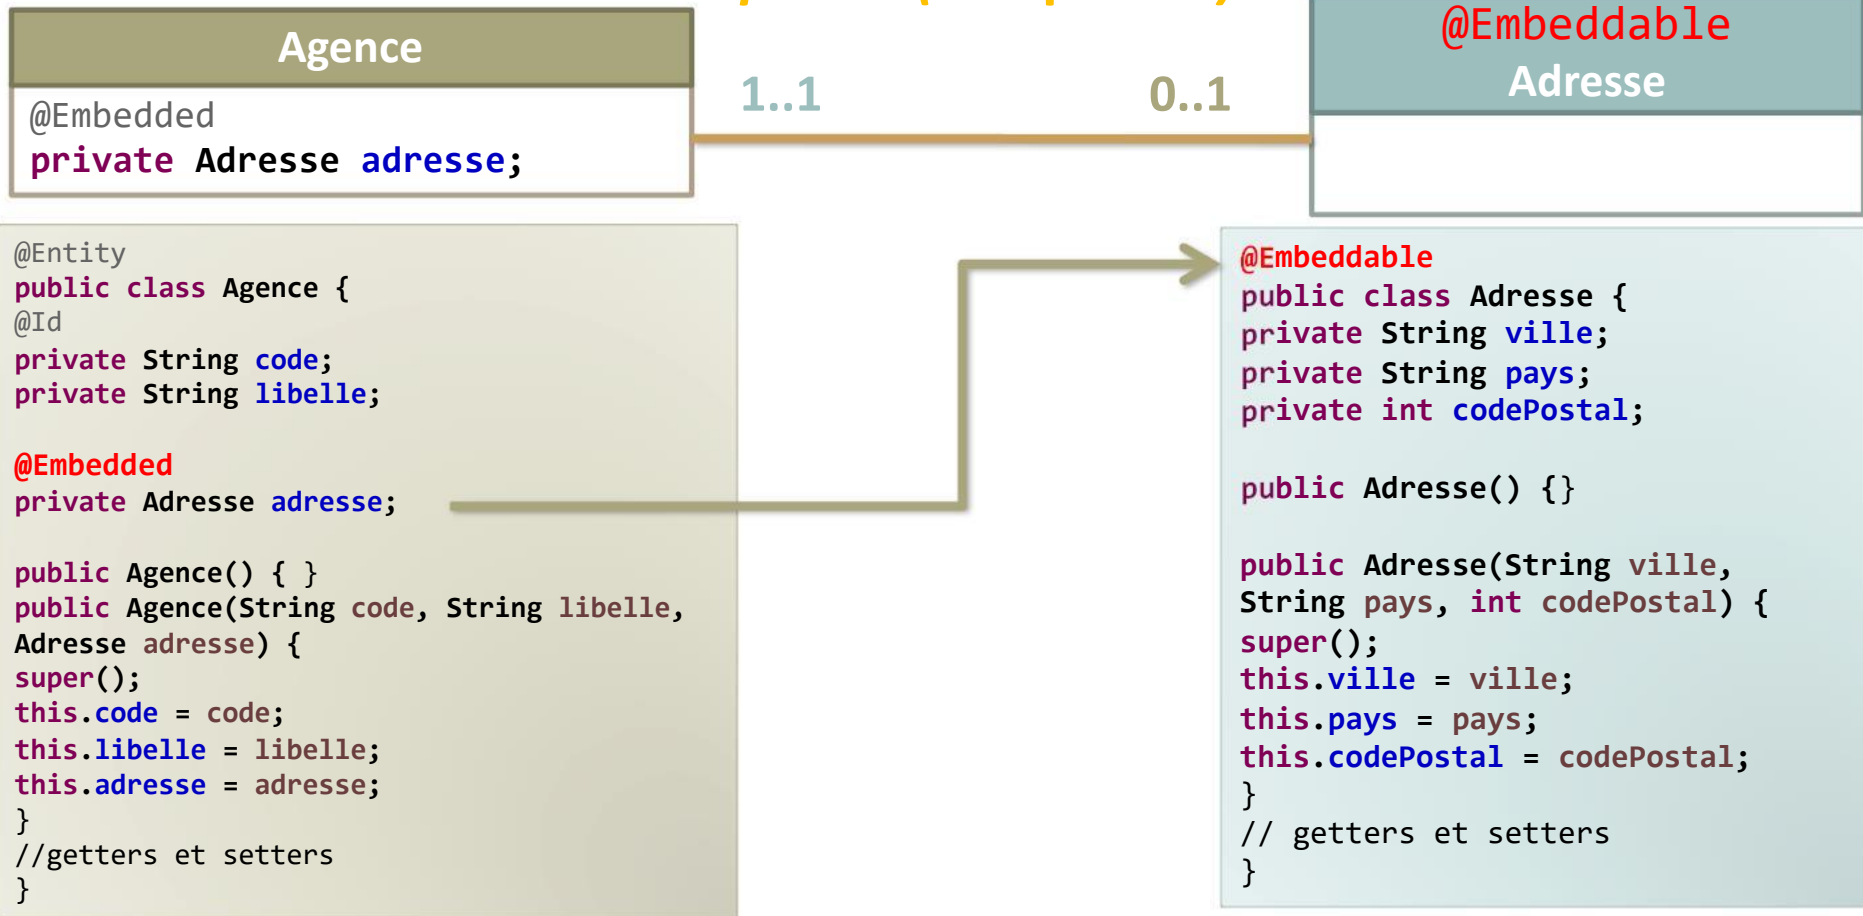 Agence
@Embedded
private Adresse adresse;
1..1
0..1
@Embeddable
Adresse
@Entity
public class Agence {
@Id
private String code;
private String libelle;
@Embedded
private Adresse adresse;
public Agence() { }
public Agence(String code, String libelle,
Adresse adresse) {
super();
this.code = code;
this.libelle = libelle;
this.adresse = adresse;
}
//getters et setters
}
@Embeddable
public class Adresse {
private String ville;
private String pays;
private int codePostal;
public Adresse() {}
public Adresse(String ville,
String pays, int codePostal) {
super();
this.ville = ville;
this.pays = pays;
this.codePostal = codePostal;
}
// getters et setters
}